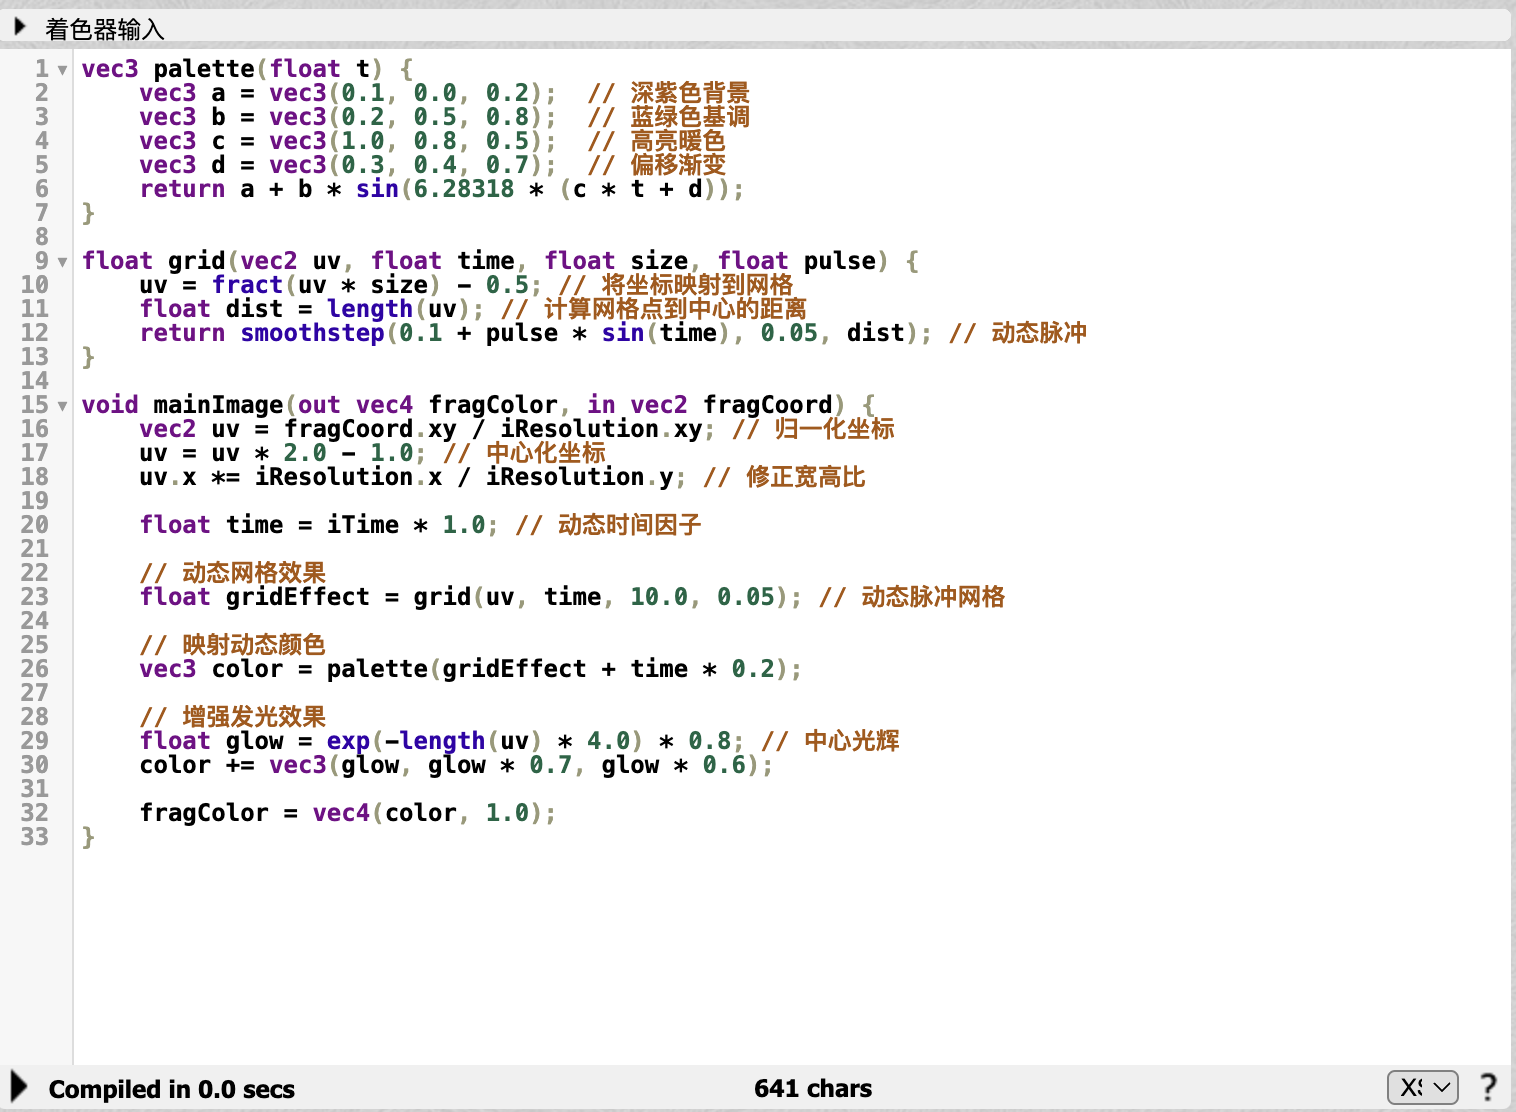 着色器输入
1 vec3 palette(float t) {
2     vec3 a = vec3(0.1, 0.0, 0.2);  // 深紫色背景
3     vec3 b = vec3(0.2, 0.5, 0.8);  // 蓝绿色基调
4     vec3 c = vec3(1.0, 0.8, 0.5);  // 高亮暖色
5     vec3 d = vec3(0.3, 0.4, 0.7);  // 偏移渐变
6     return a + b * sin(6.28318 * (c * t + d));
7 }
8
9 float grid(vec2 uv, float time, float size, float pulse) {
10     uv = fract(uv * size) - 0.5; // 将坐标映射到网格
11     float dist = length(uv); // 计算网格点到中心的距离
12     return smoothstep(0.1 + pulse * sin(time), 0.05, dist); // 动态脉冲
13 }
14
15 void mainImage(out vec4 fragColor, in vec2 fragCoord) {
16     vec2 uv = fragCoord.xy / iResolution.xy; // 归一化坐标
17     uv = uv * 2.0 - 1.0; // 中心化坐标
18     uv.x *= iResolution.x / iResolution.y; // 修正宽高比
19
20     float time = iTime * 1.0; // 动态时间因子
21
22     // 动态网格效果
23     float gridEffect = grid(uv, time, 10.0, 0.05); // 动态脉冲网格
24
25     // 映射动态颜色
26     vec3 color = palette(gridEffect + time * 0.2);
27
28     // 增强发光效果
29     float glow = exp(-length(uv) * 4.0) * 0.8; // 中心光辉
30     color += vec3(glow, glow * 0.7, glow * 0.6);
31
32     fragColor = vec4(color, 1.0);
33 }
Compiled in 0.0 secs
641 chars
?